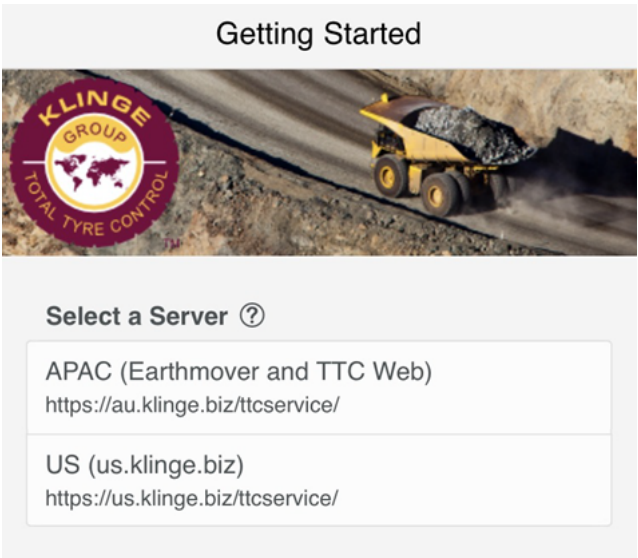 Getting Started
KLINGE
GROUP
TOTAL TYRE CONTROL
TM
Select a Server ?
APAC (Earthmover and TTC Web)
https://au.klinge.biz/ttcservice/
US (us.klinge.biz)
https://us.klinge.biz/ttcservice/